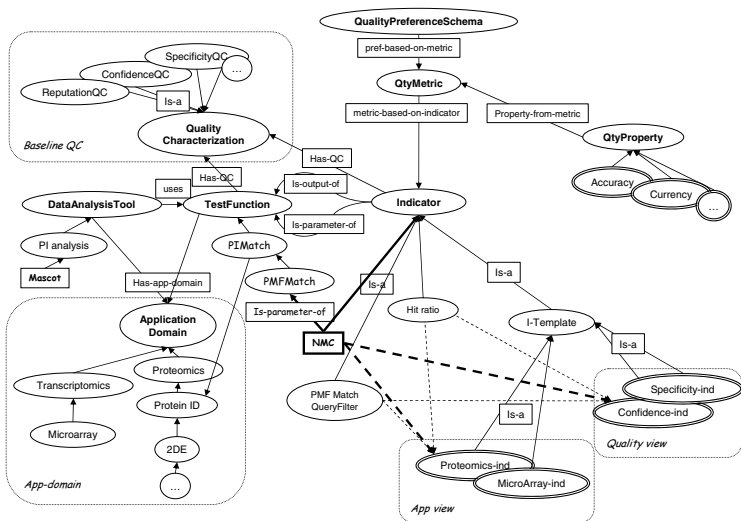 QualityPreferenceSchema
pref-based-on-metric
SpecificityQC
ConfidenceQC
...
ReputationQC
QtyMetric
Is-a
metric-based-on-indicator
Property-from-metric
Baseline QC
Quality
Characterization
QtyProperty
Has-QC
Has-QC
Is-output-of
Accuracy
Currency
...
uses
DataAnalysisTool
TestFunction
Indicator
Is-parameter-of
PI analysis
PIMatch
Mascot
PMFMatch
Is-a
Is-a
Has-app-domain
Is-parameter-of
Hit ratio
Application
Domain
I-Template
NMC
Is-a
Proteomics
Transcriptomics
Specificity-ind
PMF Match
QueryFilter
Protein ID
Is-a
Confidence-ind
Microarray
Quality view
2DE
Proteomics-ind
...
MicroArray-ind
App-domain
App view